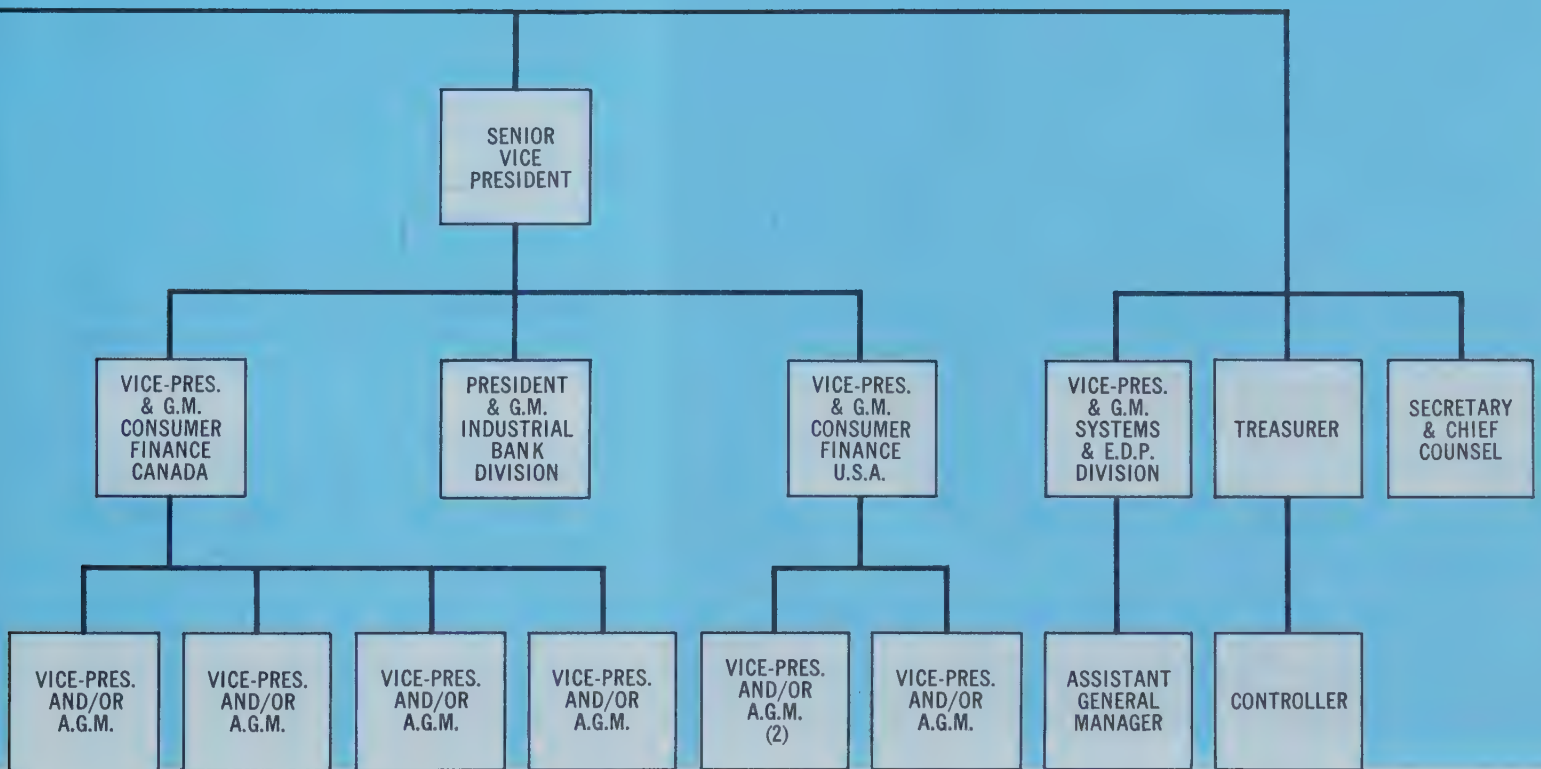 SENIOR
VICE
PRESIDENT
VICE-PRES.
& G.M.
CONSUMER
FINANCE
CANADA
PRESIDENT
& G.M.
INDUSTRIAL
BANK
DIVISION
VICE-PRES.
& G.M.
CONSUMER
FINANCE
U.S.A.
VICE-PRES.
& G.M.
SYSTEMS
& E.D.P.
DIVISION
TREASURER
SECRETARY
& CHIEF
COUNSEL
VICE-PRES.
AND/OR
A.G.M.
VICE-PRES.
AND/OR
A.G.M.
VICE-PRES.
AND/OR
A.G.M.
VICE-PRES.
AND/OR
A.G.M.
VICE-PRES.
AND/OR
A.G.M.
(2)
VICE-PRES.
AND/OR
A.G.M.
ASSISTANT
GENERAL
MANAGER
CONTROLLER